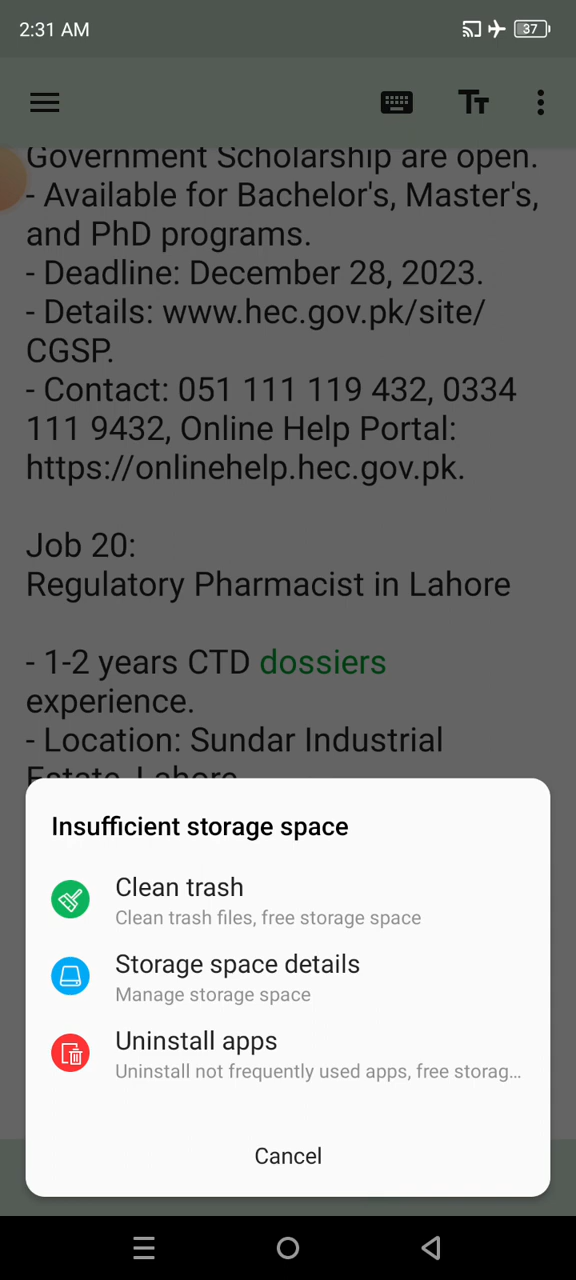 2:31 AM
37
Tт
Government Scholarship are open.
- Available for Bachelor's, Master's,
and PhD programs.
- Deadline: December 28, 2023.
- Details: www.hec.gov.pk/site/
CGSP.
- Contact: 051 111 119 432, 0334
111 9432, Online Help Portal:
https://onlinehelp.hec.gov.pk.
Job 20:
Regulatory Pharmacist in Lahore
- 1-2 years CTD dossiers
experience.
- Location: Sundar Industrial
Estate, Lahore
Insufficient storage space
Clean trash
Clean trash files, free storage space
Storage space details
Manage storage space
Uninstall apps
Uninstall not frequently used apps, free storag...
Cancel